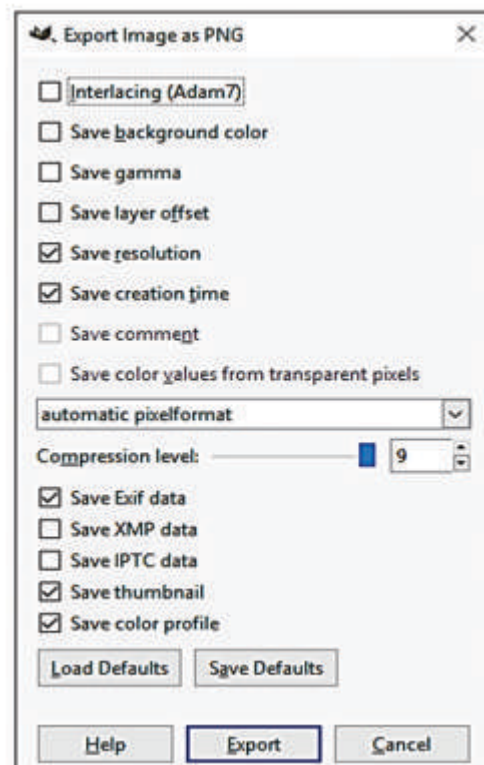 Export Image as PNG
Interlacing (Adam7)
Save background color
Save gamma
Save layer offset
Save resolution
Save creation time
Save comment
Save color values from transparent pixels
automatic pixelformat
Compression level: 9
Save Exif data
Save XMP data
Save IPTC data
Save thumbnail
Save color profile
Load Defaults Save Defaults
Help Export Cancel